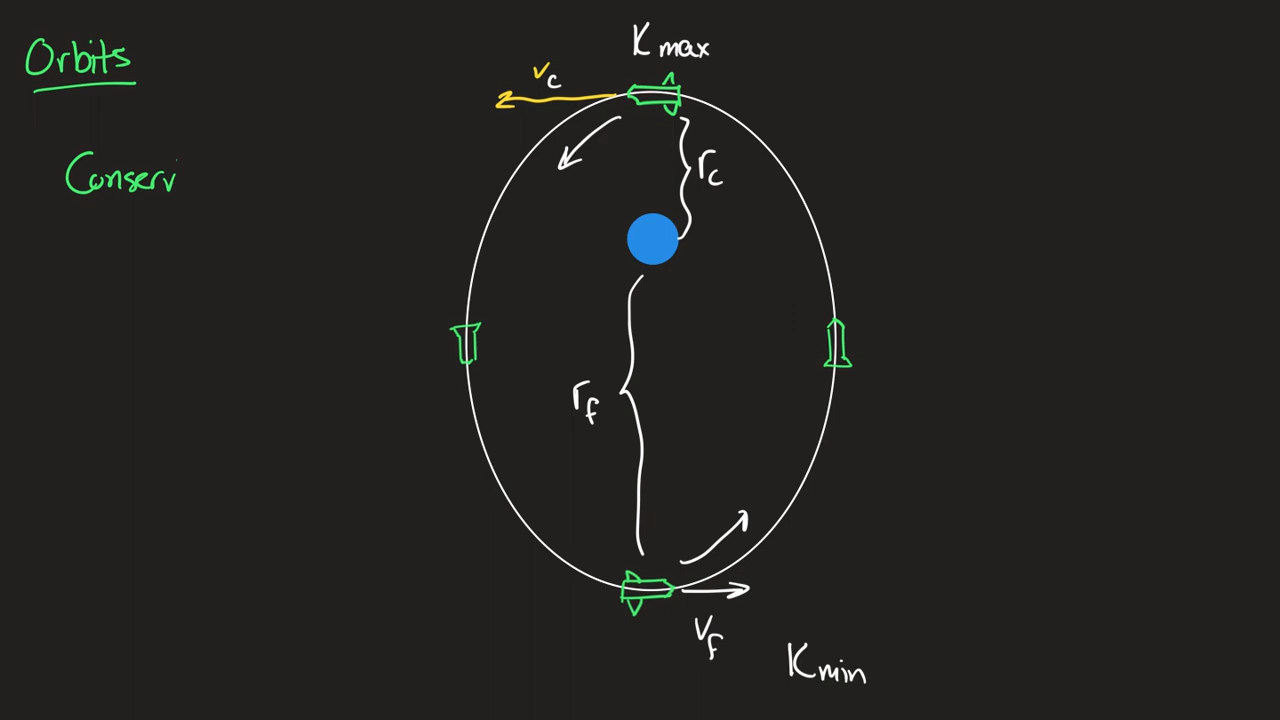 Orbits
K max
vc
Conserv
rc
rf
vf
Kmin